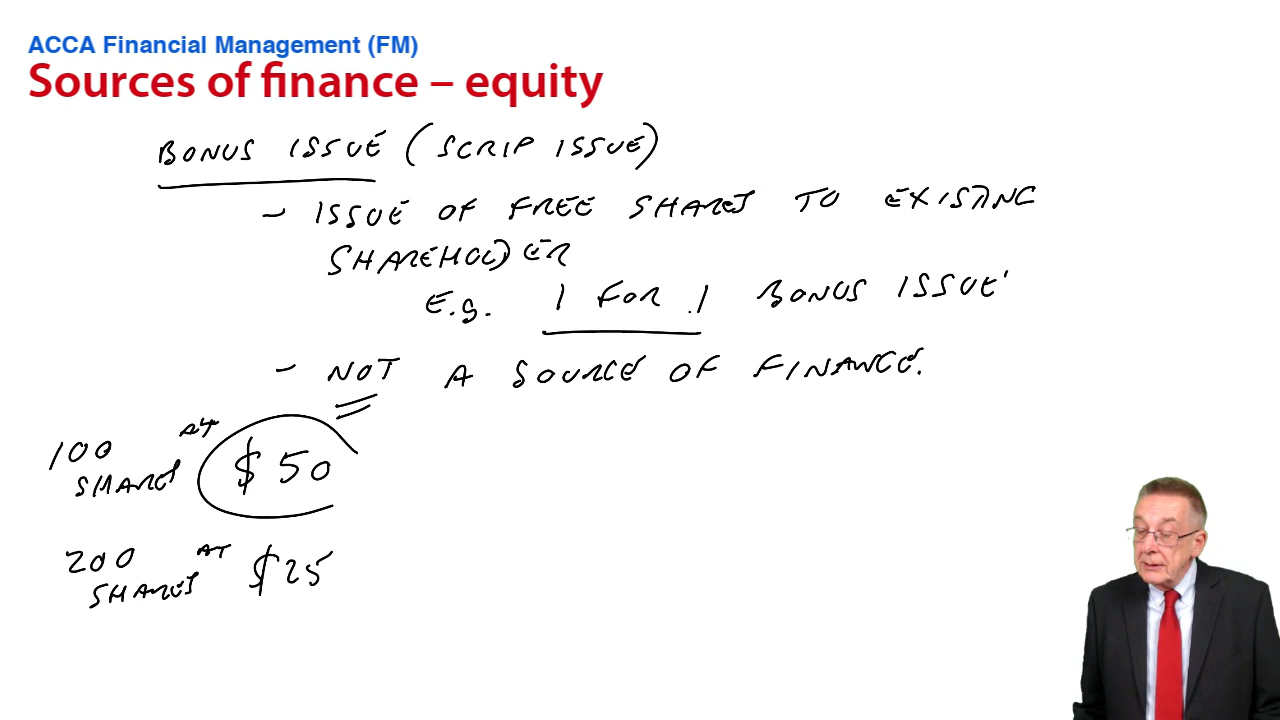 ACCA Financial Management (FM)
Sources of finance – equity
BONUS ISSUE (SCRIP ISSUE)
- ISSUE OF FREE SHARES TO EXISTING
SHAREHOLDER
E.g. 1 FOR 1 BONUS ISSUE'
- NOT A SOURCE OF FINANCE.
100 AT $50
SHARES
200 AT $25
SHARES